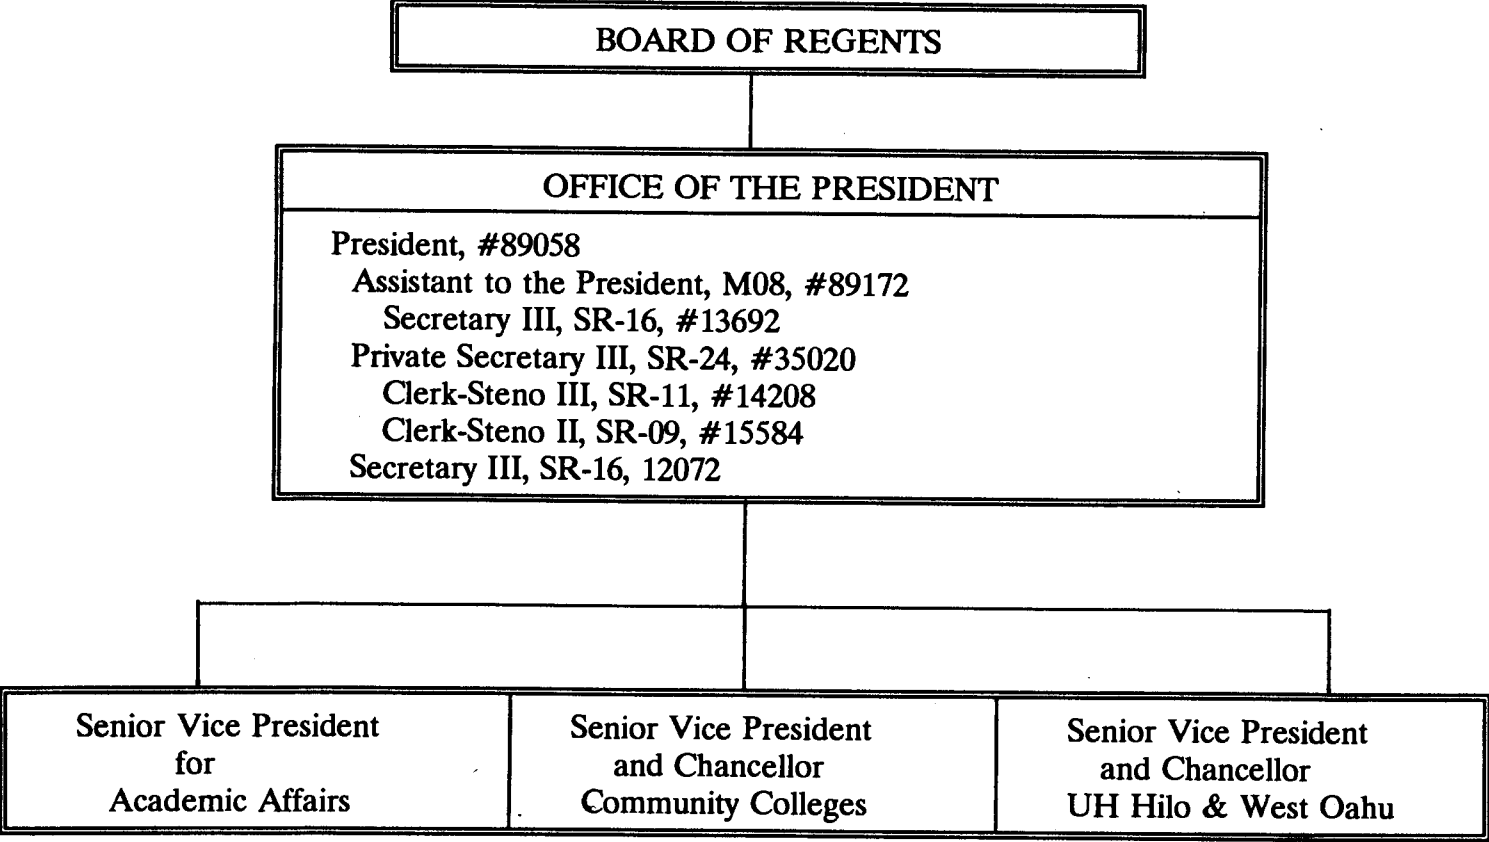 BOARD OF REGENTS
OFFICE OF THE PRESIDENT
President, #89058
Assistant to the President, M08, #89172
Secretary III, SR-16, #13692
Private Secretary III, SR-24, #35020
Clerk-Steno III, SR-11, #14208
Clerk-Steno II, SR-09, #15584
Secretary III, SR-16, 12072
Senior Vice President
for
Academic Affairs
Senior Vice President
and Chancellor
Community Colleges
Senior Vice President
and Chancellor
UH Hilo & West Oahu